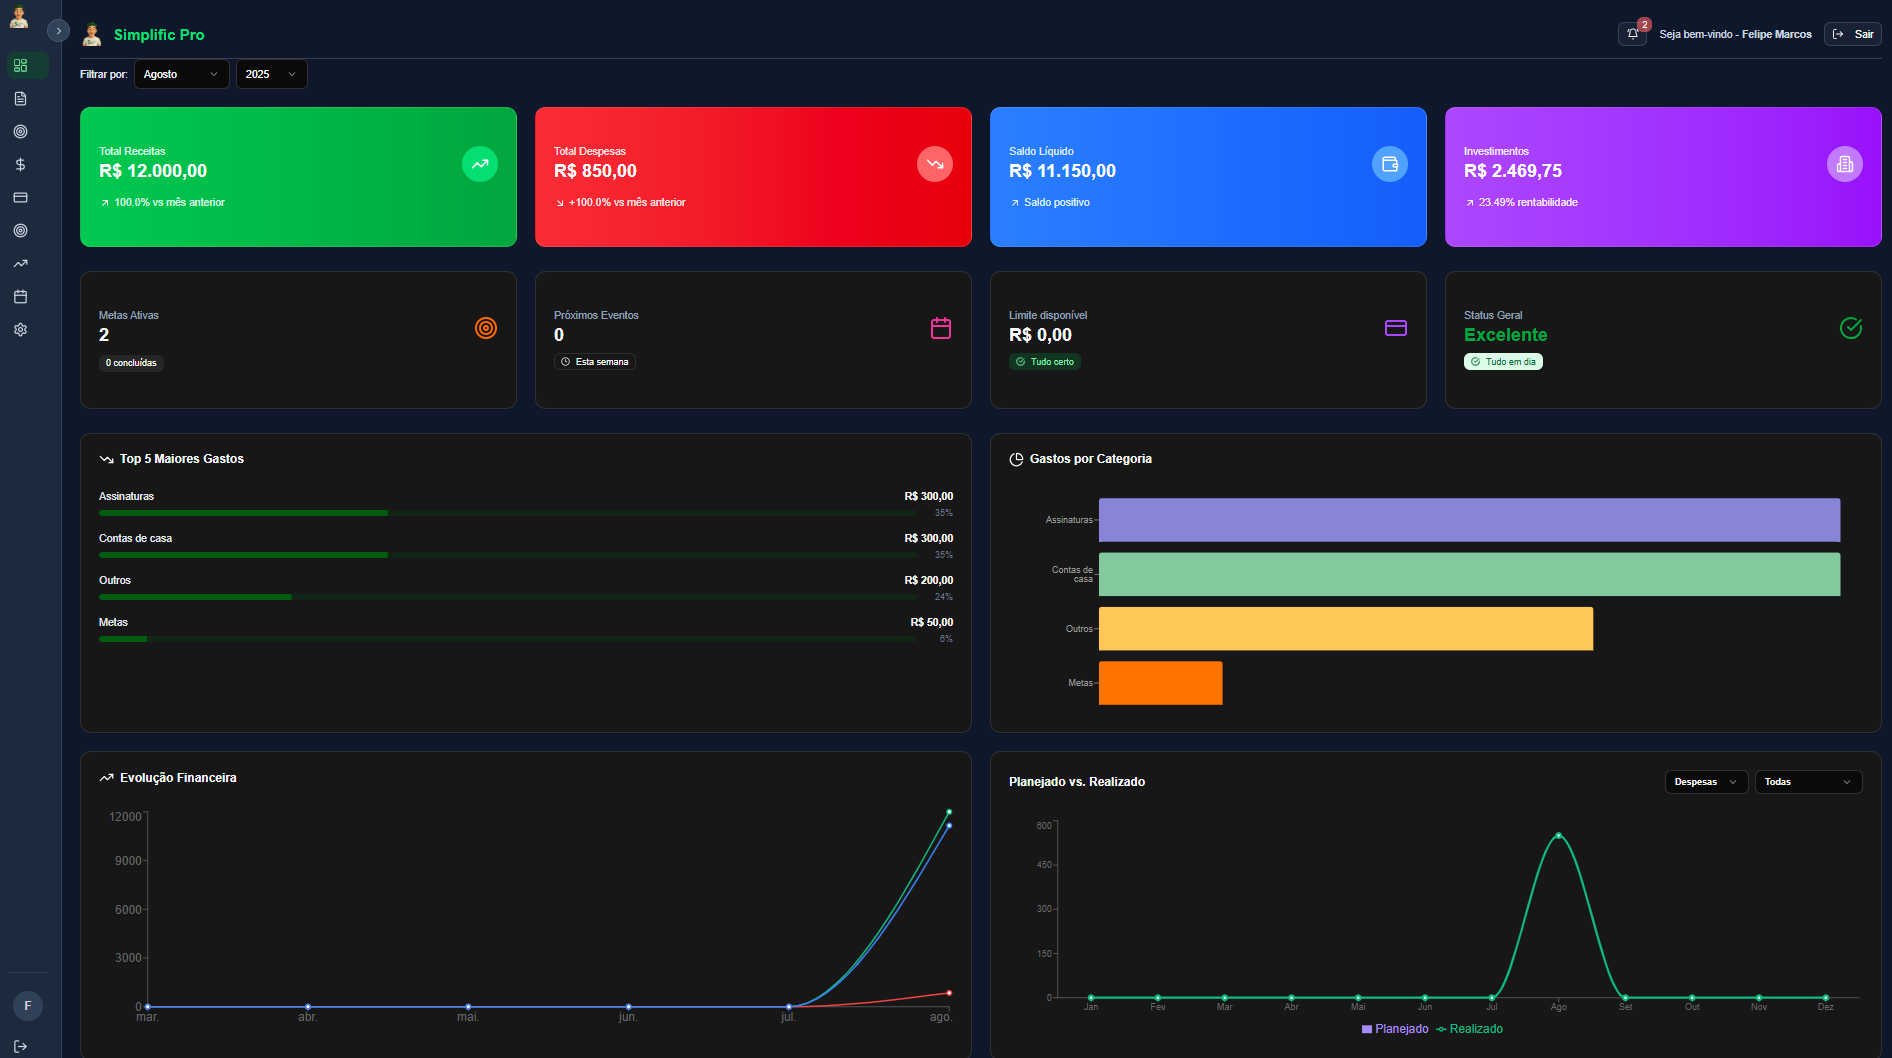 Simplific Pro
2
Seja bem-vindo - Felipe Marcos
Sair
Filtrar por:
Agosto
2025
Total Receitas
R$ 12.000,00
100.0% vs mês anterior
Total Despesas
R$ 850,00
+100.0% vs mês anterior
Saldo Líquido
R$ 11.150,00
Saldo positivo
Investimentos
R$ 2.469,75
23.49% rentabilidade
Metas Ativas
2
0 concluídas
Próximos Eventos
0
Esta semana
Limite disponível
R$ 0,00
Tudo certo
Status Geral
Excelente
Tudo em dia
Top 5 Maiores Gastos
Assinaturas
R$ 300,00
35%
Contas de casa
R$ 300,00
35%
Outros
R$ 200,00
24%
Metas
R$ 50,00
6%
Gastos por Categoria
Assinaturas
Contas de
casa
Outros
Metas
Evolução Financeira
12000
9000
6000
3000
0
mar.
abr.
mai.
jun.
jul.
ago.
Planejado vs. Realizado
Despesas
Todas
600
450
300
150
0
Jan
Fev
Mar
Abr
Mai
Jun
Jul
Ago
Set
Out
Nov
Dez
Planejado
Realizado
F